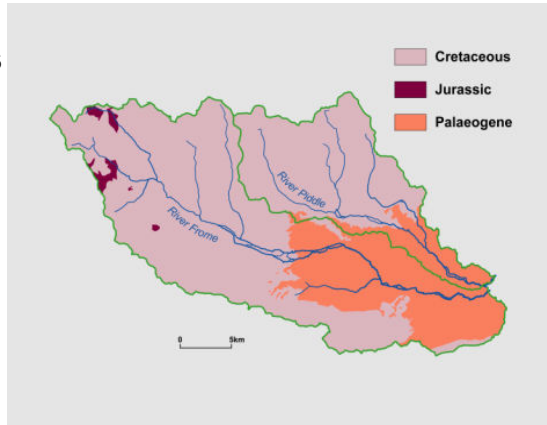 s
Cretaceous
Jurassic
Palaeogene
River Piddle
River Frome
0 5km